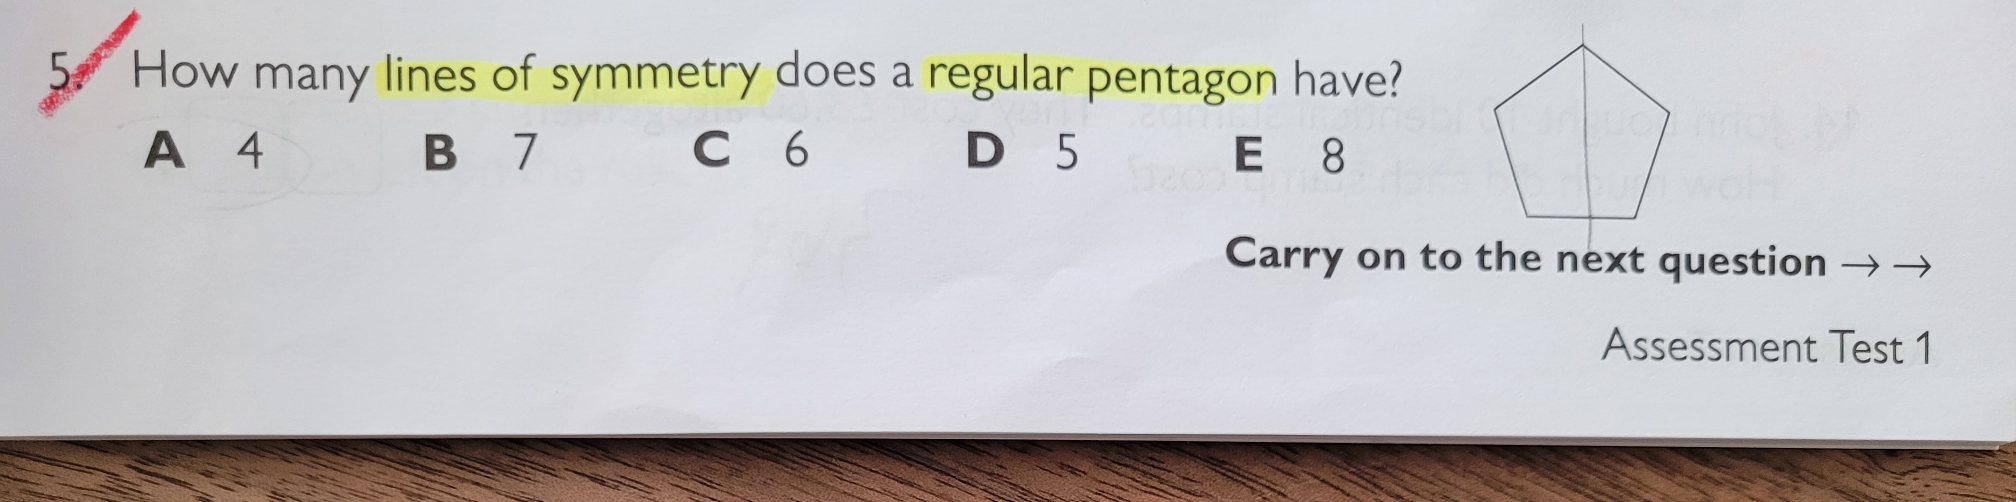 5. How many lines of symmetry does a regular pentagon have?
A 4 B 7 C 6 D 5 E 8
Carry on to the next question → →
Assessment Test 1